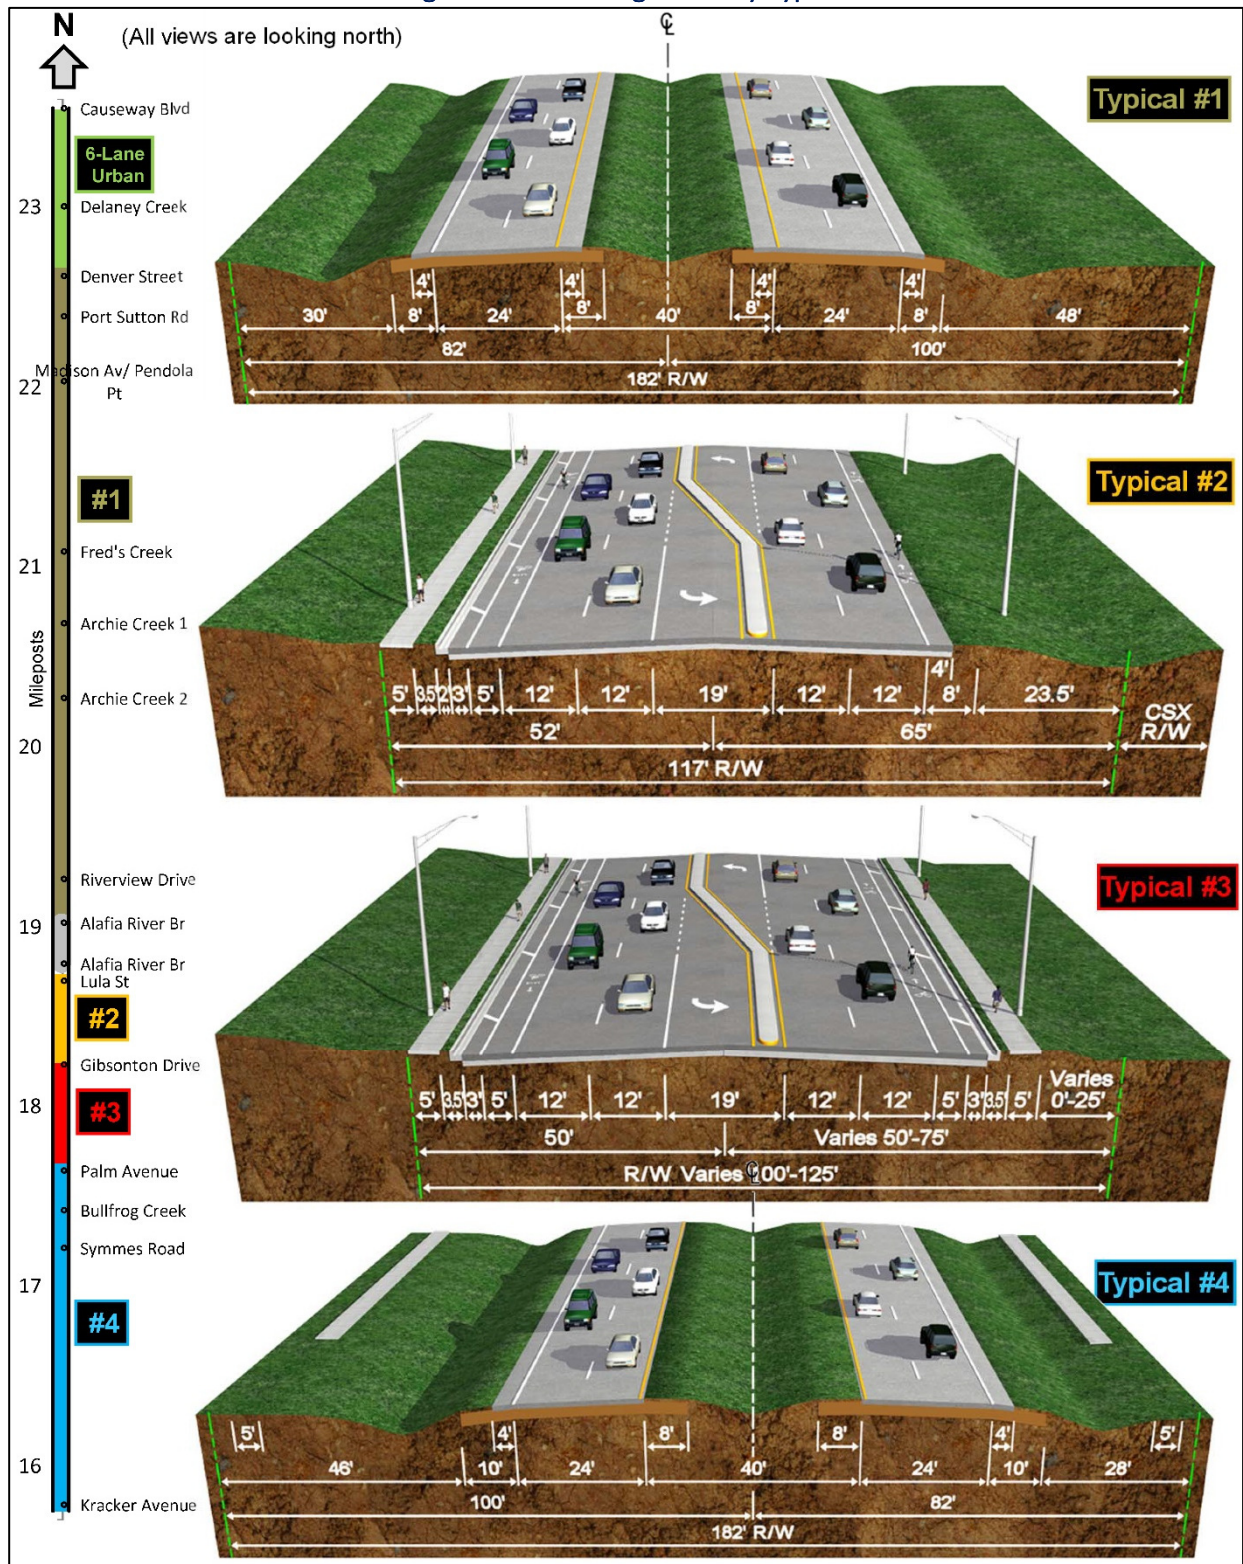 N
(All views are looking north)
℄
Typical #1
Causeway Blvd
6-Lane
Urban
23
Delaney Creek
Denver Street
Port Sutton Rd
Madison Av/ Pendola
Pt
22
4' 4' 4' 4'
30' 8' 24' 8' 40' 8' 24' 8' 48'
82' 100'
182' R/W
Typical #2
#1
Fred's Creek
21
Archie Creek 1
Mileposts
Archie Creek 2
20
4'
5' 3.5' 2' 3' 5' 12' 12' 19' 12' 12' 8' 23.5' CSX
R/W
52' 65'
117' R/W
Typical #3
Riverview Drive
19
Alafia River Br
Alafia River Br
Lula St
#2
Gibsonton Drive
18
#3
Palm Avenue
Bullfrog Creek
Symmes Road
Varies
0'-25'
5' 3.5' 3' 5' 12' 12' 19' 12' 12' 5' 3' 3.5' 5'
50' Varies 50'-75'
R/W Varies 100'-125'
℄
Typical #4
17
#4
16
Kracker Avenue
5' 4' 8' 8' 4' 5'
46' 10' 24' 40' 24' 10' 28'
100' 82'
182' R/W